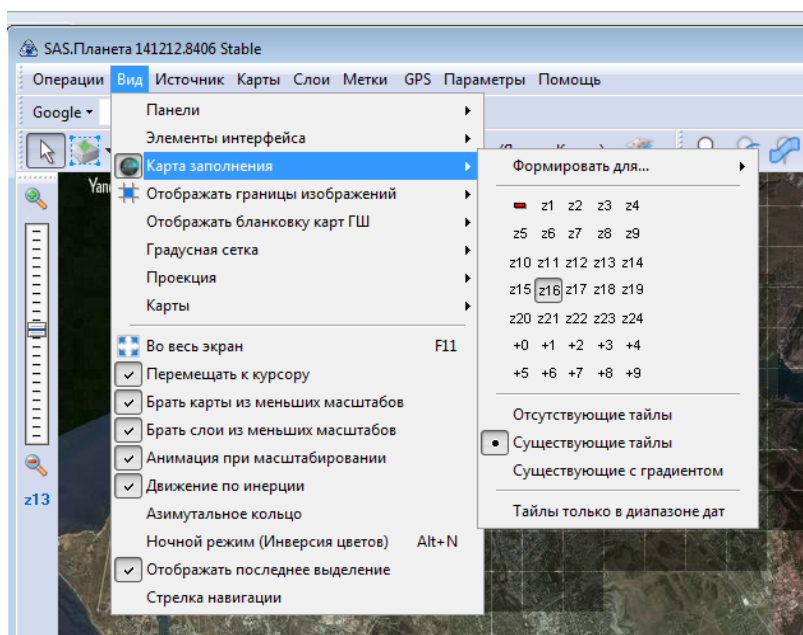 SAS.Планета 141212.8406 Stable
Операции Вид Источник Карты Слои Метки GPS Параметры Помощь
Google
Панели
Элементы интерфейса
Карта заполнения
Отображать границы изображений
Отображать бланковку карт ГШ
Градусная сетка
Проекция
Карты
Во весь экран F11
Перемещать к курсору
Брать карты из меньших масштабов
Брать слои из меньших масштабов
Анимация при масштабировании
Движение по инерции
Азимутальное кольцо
Ночной режим (Инверсия цветов) Alt+N
Отображать последнее выделение
Стрелка навигации
Формировать для...
z1 z2 z3 z4
z5 z6 z7 z8 z9
z10 z11 z12 z13 z14
z15 z16 z17 z18 z19
z20 z21 z22 z23 z24
+0 +1 +2 +3 +4
+5 +6 +7 +8 +9
Отсутствующие тайлы
Существующие тайлы
Существующие с градиентом
Тайлы только в диапазоне дат
z13